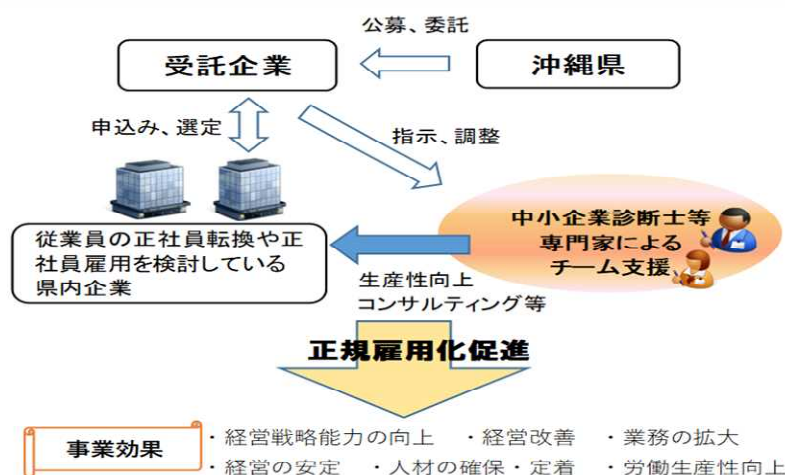 公募、委託
受託企業
沖縄県
申込み、選定
指示、調整
中小企業診断士等
専門家による
チーム支援
従業員の正社員転換や正
社員雇用を検討している
県内企業
生産性向上
コンサルティング等
正規雇用化促進
事業効果
・経営戦略能力の向上 ・経営改善 ・業務の拡大
・経営の安定 ・人材の確保・定着 ・労働生産性向上